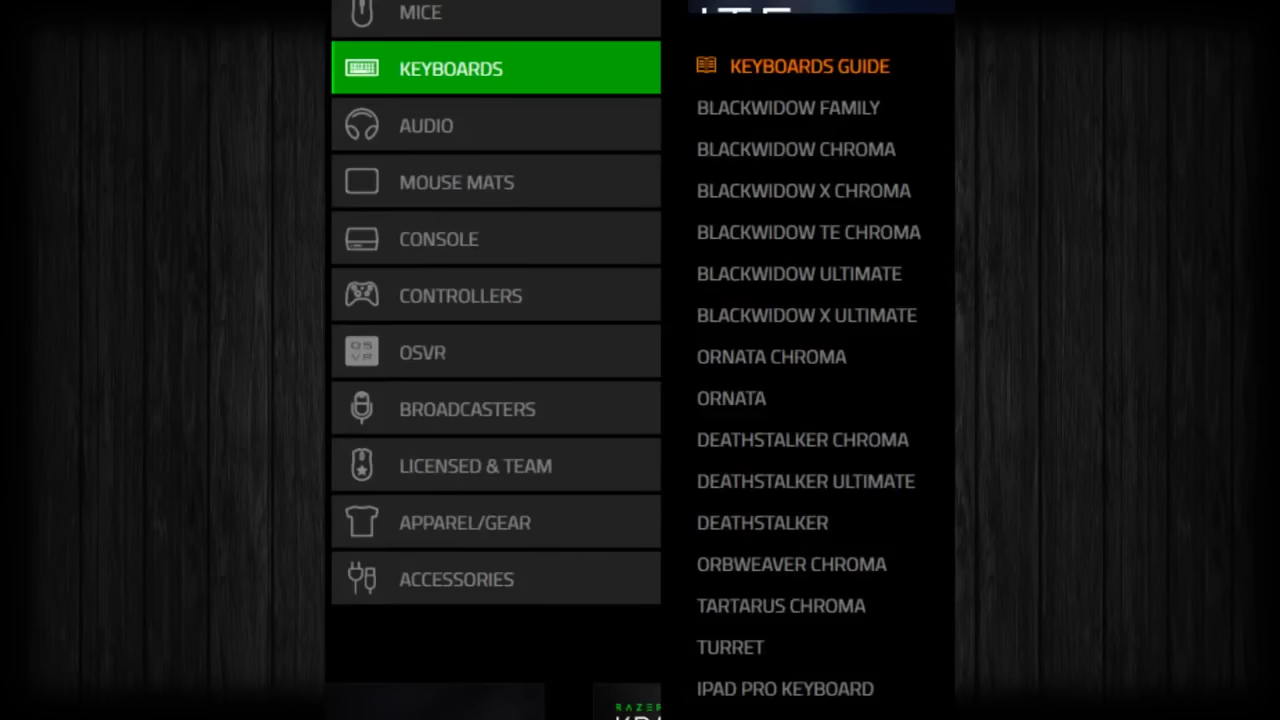 MICE
KEYBOARDS
AUDIO
MOUSE MATS
CONSOLE
CONTROLLERS
OSVR
OSVR
BROADCASTERS
LICENSED & TEAM
APPAREL/GEAR
ACCESSORIES
KEYBOARDS GUIDE
BLACKWIDOW FAMILY
BLACKWIDOW CHROMA
BLACKWIDOW X CHROMA
BLACKWIDOW TE CHROMA
BLACKWIDOW ULTIMATE
BLACKWIDOW X ULTIMATE
ORNATA CHROMA
ORNATA
DEATHSTALKER CHROMA
DEATHSTALKER ULTIMATE
DEATHSTALKER
ORBWEAVER CHROMA
TARTARUS CHROMA
TURRET
IPAD PRO KEYBOARD
RAZER